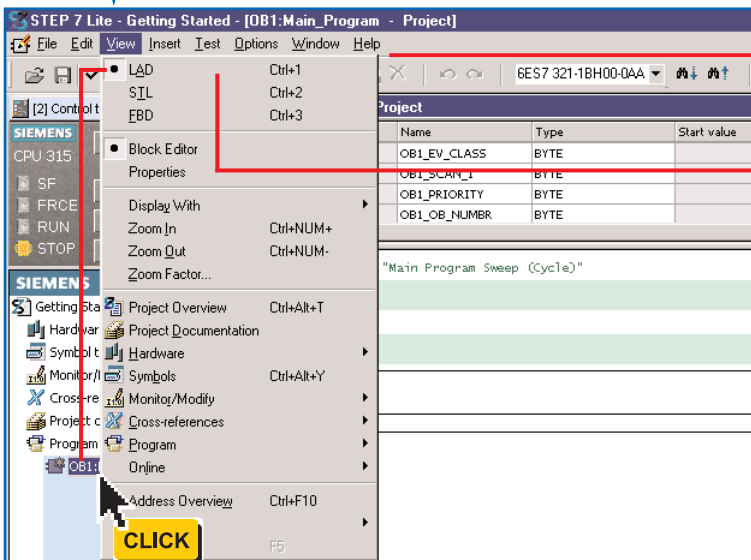 STEP 7 Lite - Getting Started - [OB1:Main_Program - Project]
File Edit View Insert Test Options Window Help
6ES7 321-1BH00-0AA
[2] Control t
Project
SIEMENS
CPU 315
SF
FRCE
RUN
STOP
LAD Ctrl+1
STL Ctrl+2
FBD Ctrl+3
Block Editor
Properties
Display With
Zoom In Ctrl+NUM+
Zoom Out Ctrl+NUM-
Zoom Factor...
Project Overview Ctrl+Alt+T
Project Documentation
Hardware
Symbols Ctrl+Alt+Y
Monitor/Modify
Cross-references
Program
Online
Address Overview Ctrl+F10
F5
Name Type Start value
OB1_EV_CLASS BYTE
OB1_SCAN_1 BYTE
OB1_PRIORITY BYTE
OB1_OB_NUMBR BYTE
"Main Program Sweep (Cycle)"
SIEMENS
Getting Sta
Hardwar
Symbol t
Monitor/
Cross-re
Project c
Program
OB1:
CLICK